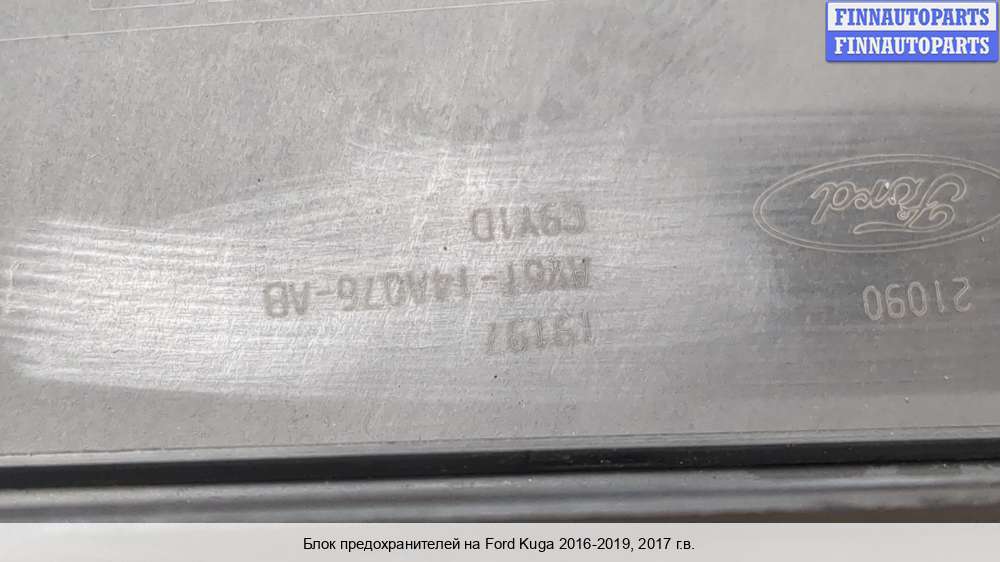 FINNAUTOPARTS
FINNAUTOPARTS
21090
Ford
19197
AV6T-14A076-AB
C9Y1D
Блок предохранителей на Ford Kuga 2016-2019, 2017 г.в.